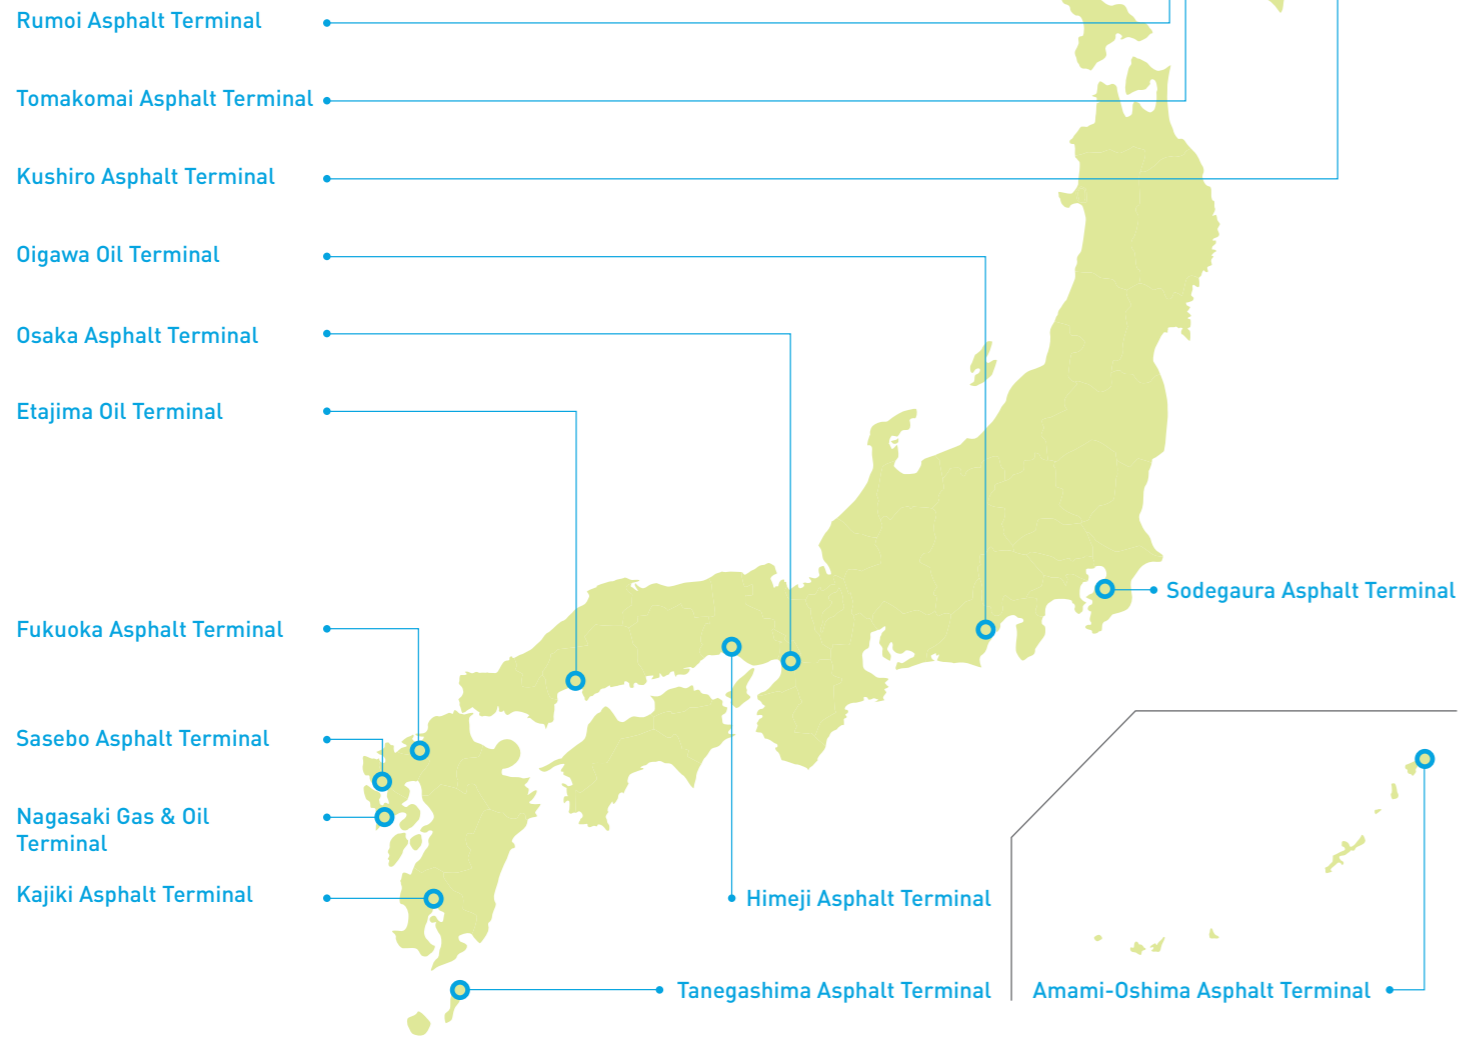 Rumoi Asphalt Terminal
Tomakomai Asphalt Terminal
Kushiro Asphalt Terminal
Oigawa Oil Terminal
Osaka Asphalt Terminal
Etajima Oil Terminal
Sodegaura Asphalt Terminal
Fukuoka Asphalt Terminal
Sasebo Asphalt Terminal
Nagasaki Gas & Oil
Terminal
Kajiki Asphalt Terminal
Himeji Asphalt Terminal
Tanegashima Asphalt Terminal
Amami-Oshima Asphalt Terminal